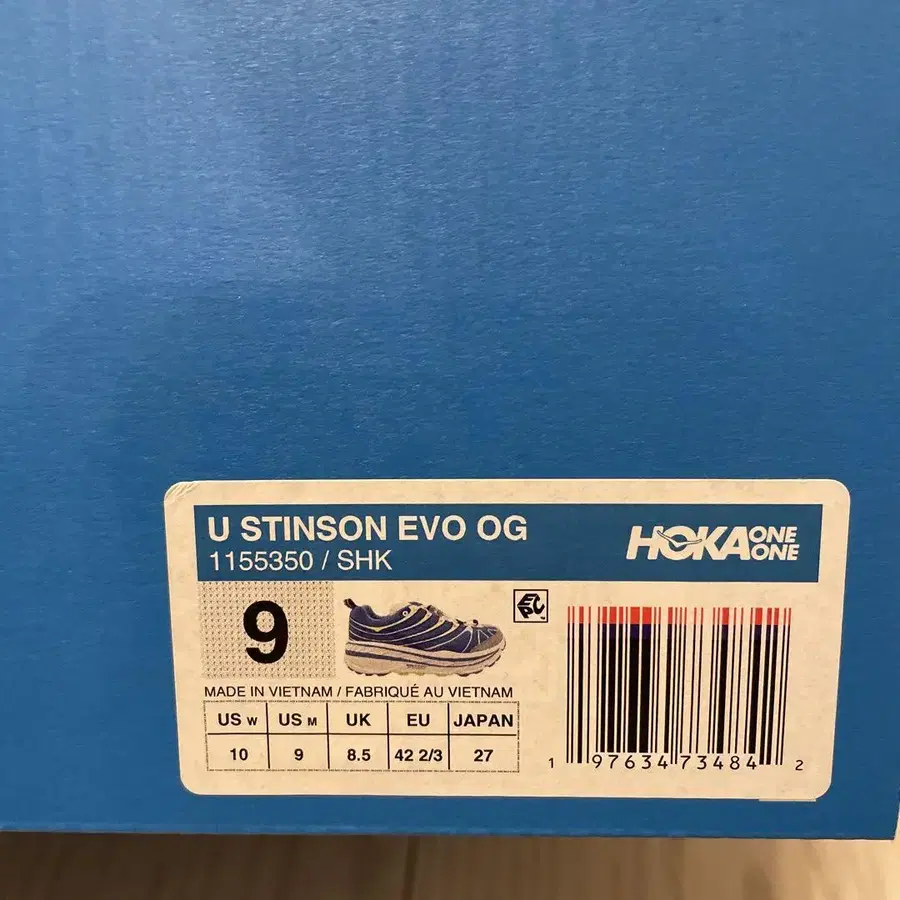 U STINSON EVO OG
1155350 / SHK
HOKA ONE ONE
9
EPC
MADE IN VIETNAM / FABRIQUÉ AU VIETNAM
US W US M UK EU JAPAN
10 9 8.5 42 2/3 27
1 97634 73484 2